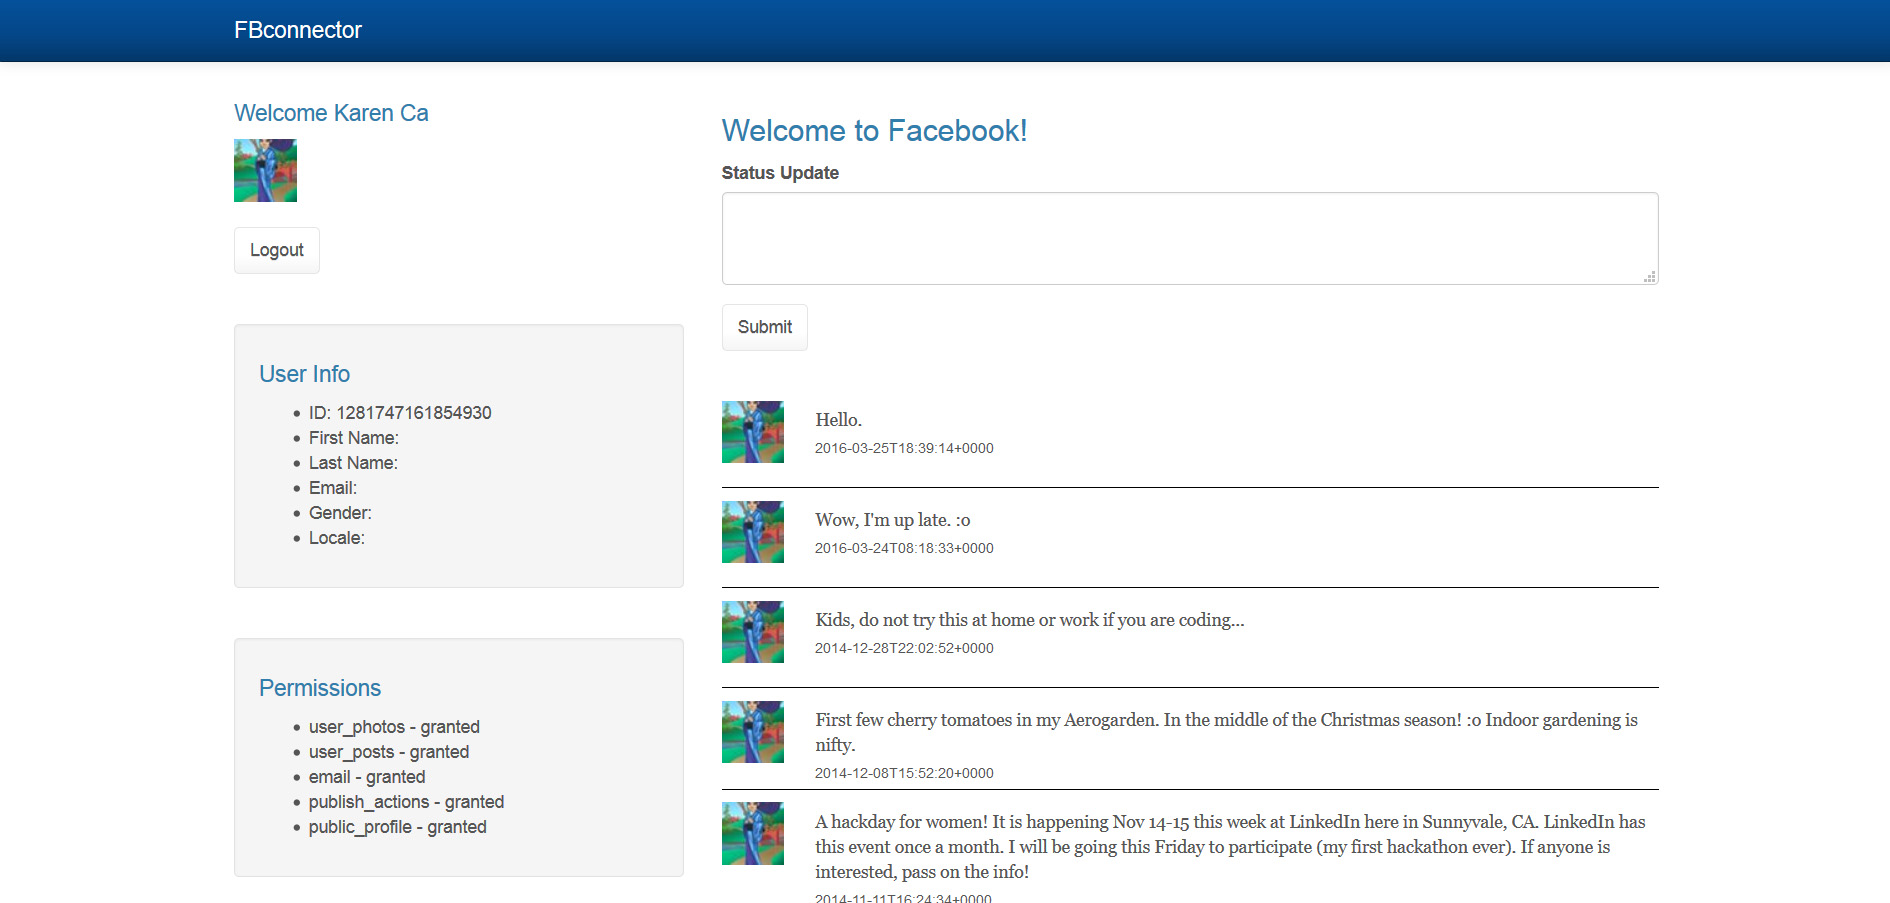 FBconnector
Welcome Karen Ca
Logout
User Info
ID: 1281747161854930
First Name:
Last Name:
Email:
Gender:
Locale:
Permissions
user_photos - granted
user_posts - granted
email - granted
publish_actions - granted
public_profile - granted
Welcome to Facebook!
Status Update
Submit
Hello.
2016-03-25T18:39:14+0000
Wow, I'm up late. :o
2016-03-24T08:18:33+0000
Kids, do not try this at home or work if you are coding...
2014-12-28T22:02:52+0000
First few cherry tomatoes in my Aerogarden. In the middle of the Christmas season! :o Indoor gardening is
nifty.
2014-12-08T15:52:20+0000
A hackday for women! It is happening Nov 14-15 this week at LinkedIn here in Sunnyvale, CA. LinkedIn has
this event once a month. I will be going this Friday to participate (my first hackathon ever). If anyone is
interested, pass on the info!
2014-11-11T16:24:34+0000